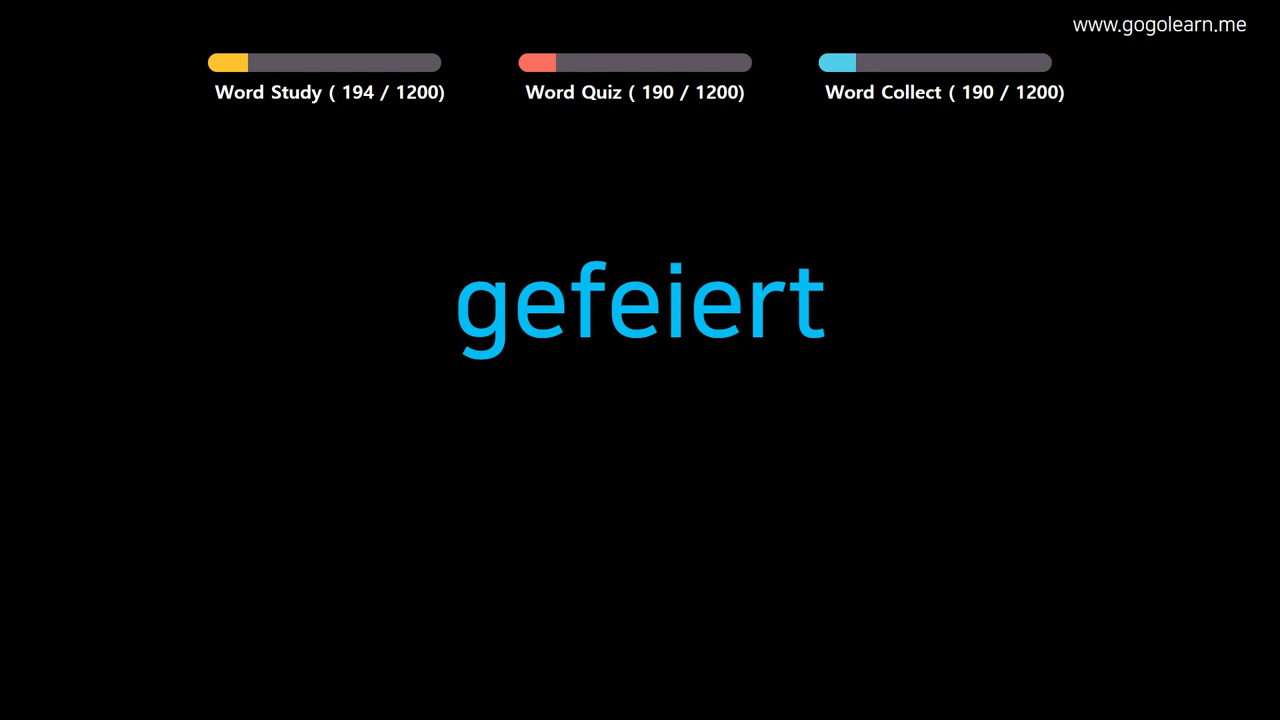 www.gogolearn.me
Word Study ( 194 / 1200)
Word Quiz ( 190 / 1200)
Word Collect ( 190 / 1200)
gefeiert